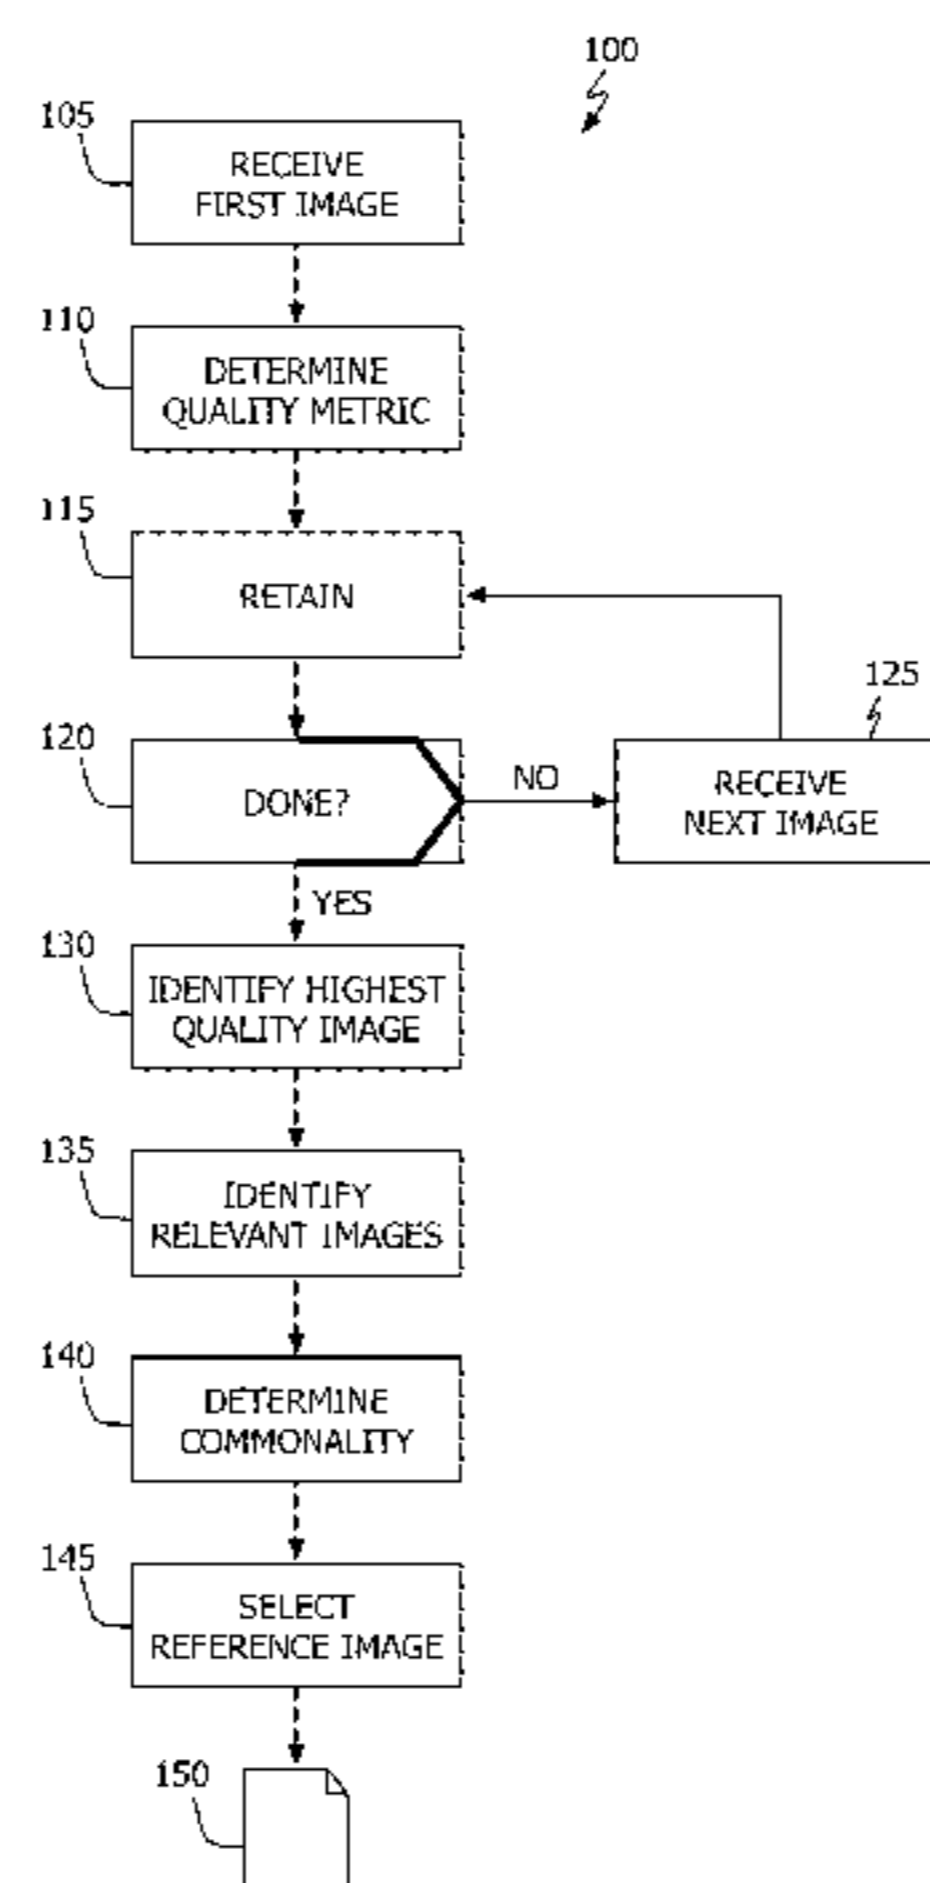 100
105
RECEIVE
FIRST IMAGE
110
DETERMINE
QUALITY METRIC
115
RETAIN
120
DONE?
NO
125
RECEIVE
NEXT IMAGE
YES
130
IDENTIFY HIGHEST
QUALITY IMAGE
135
IDENTIFY
RELEVANT IMAGES
140
DETERMINE
COMMONALITY
145
SELECT
REFERENCE IMAGE
150